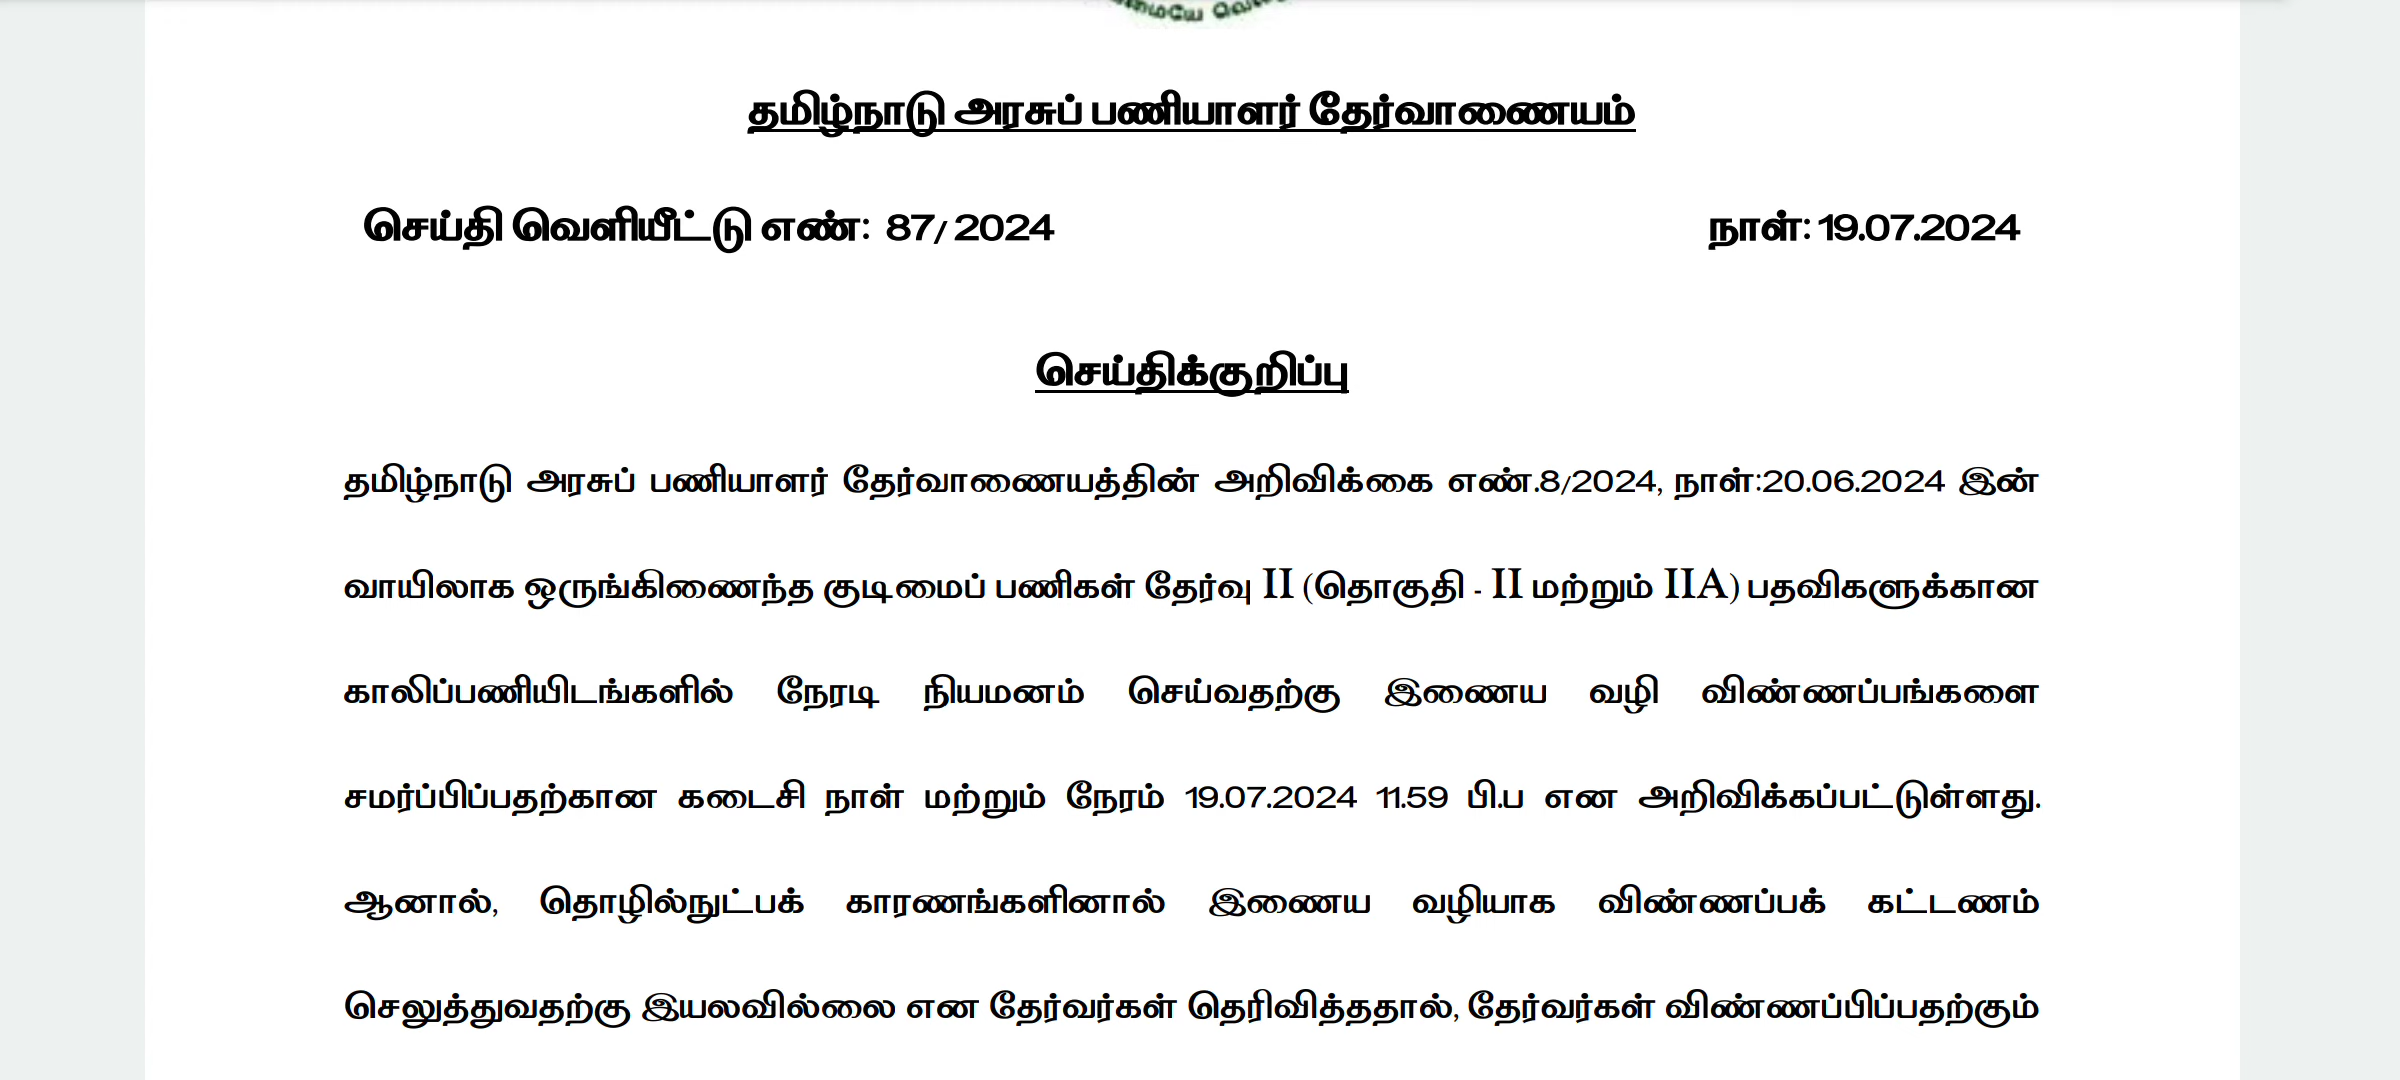 தமிழ்நாடு அரசுப் பணியாளர் தேர்வாணையம்
செய்தி வெளியீட்டு எண்: 87/ 2024 நாள்: 19.07.2024
செய்திக்குறிப்பு
தமிழ்நாடு அரசுப் பணியாளர் தேர்வாணையத்தின் அறிவிக்கை எண்.8/2024, நாள்:20.06.2024 இன்
வாயிலாக ஒருங்கிணைந்த குடிமைப் பணிகள் தேர்வு II (தொகுதி - II மற்றும் IIA) பதவிகளுக்கான
காலிப்பணியிடங்களில் நேரடி நியமனம் செய்வதற்கு இணைய வழி விண்ணப்பங்களை
சமர்ப்பிப்பதற்கான கடைசி நாள் மற்றும் நேரம் 19.07.2024 11.59 பி.ப என அறிவிக்கப்பட்டுள்ளது.
ஆனால், தொழில்நுட்பக் காரணங்களினால் இணைய வழியாக விண்ணப்பக் கட்டணம்
செலுத்துவதற்கு இயலவில்லை என தேர்வர்கள் தெரிவித்ததால், தேர்வர்கள் விண்ணப்பிப்பதற்கும்